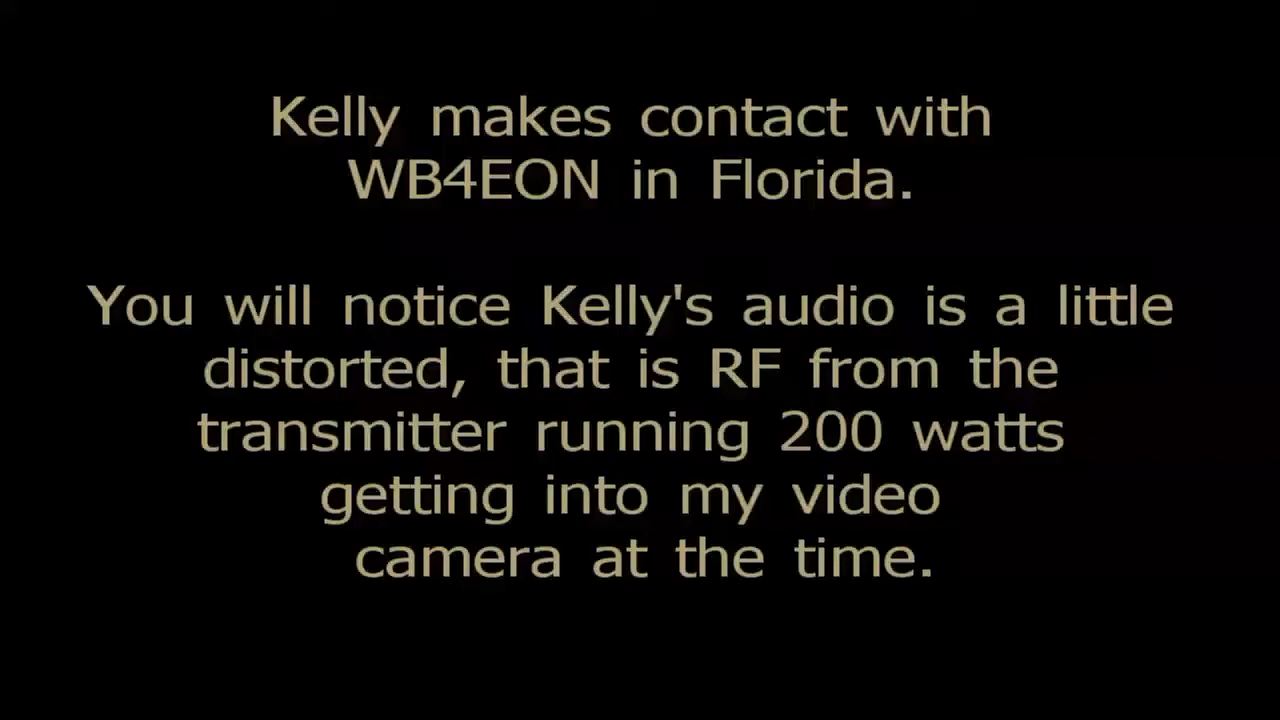 Kelly makes contact with
WB4EON in Florida.
You will notice Kelly's audio is a little
distorted, that is RF from the
transmitter running 200 watts
getting into my video
camera at the time.